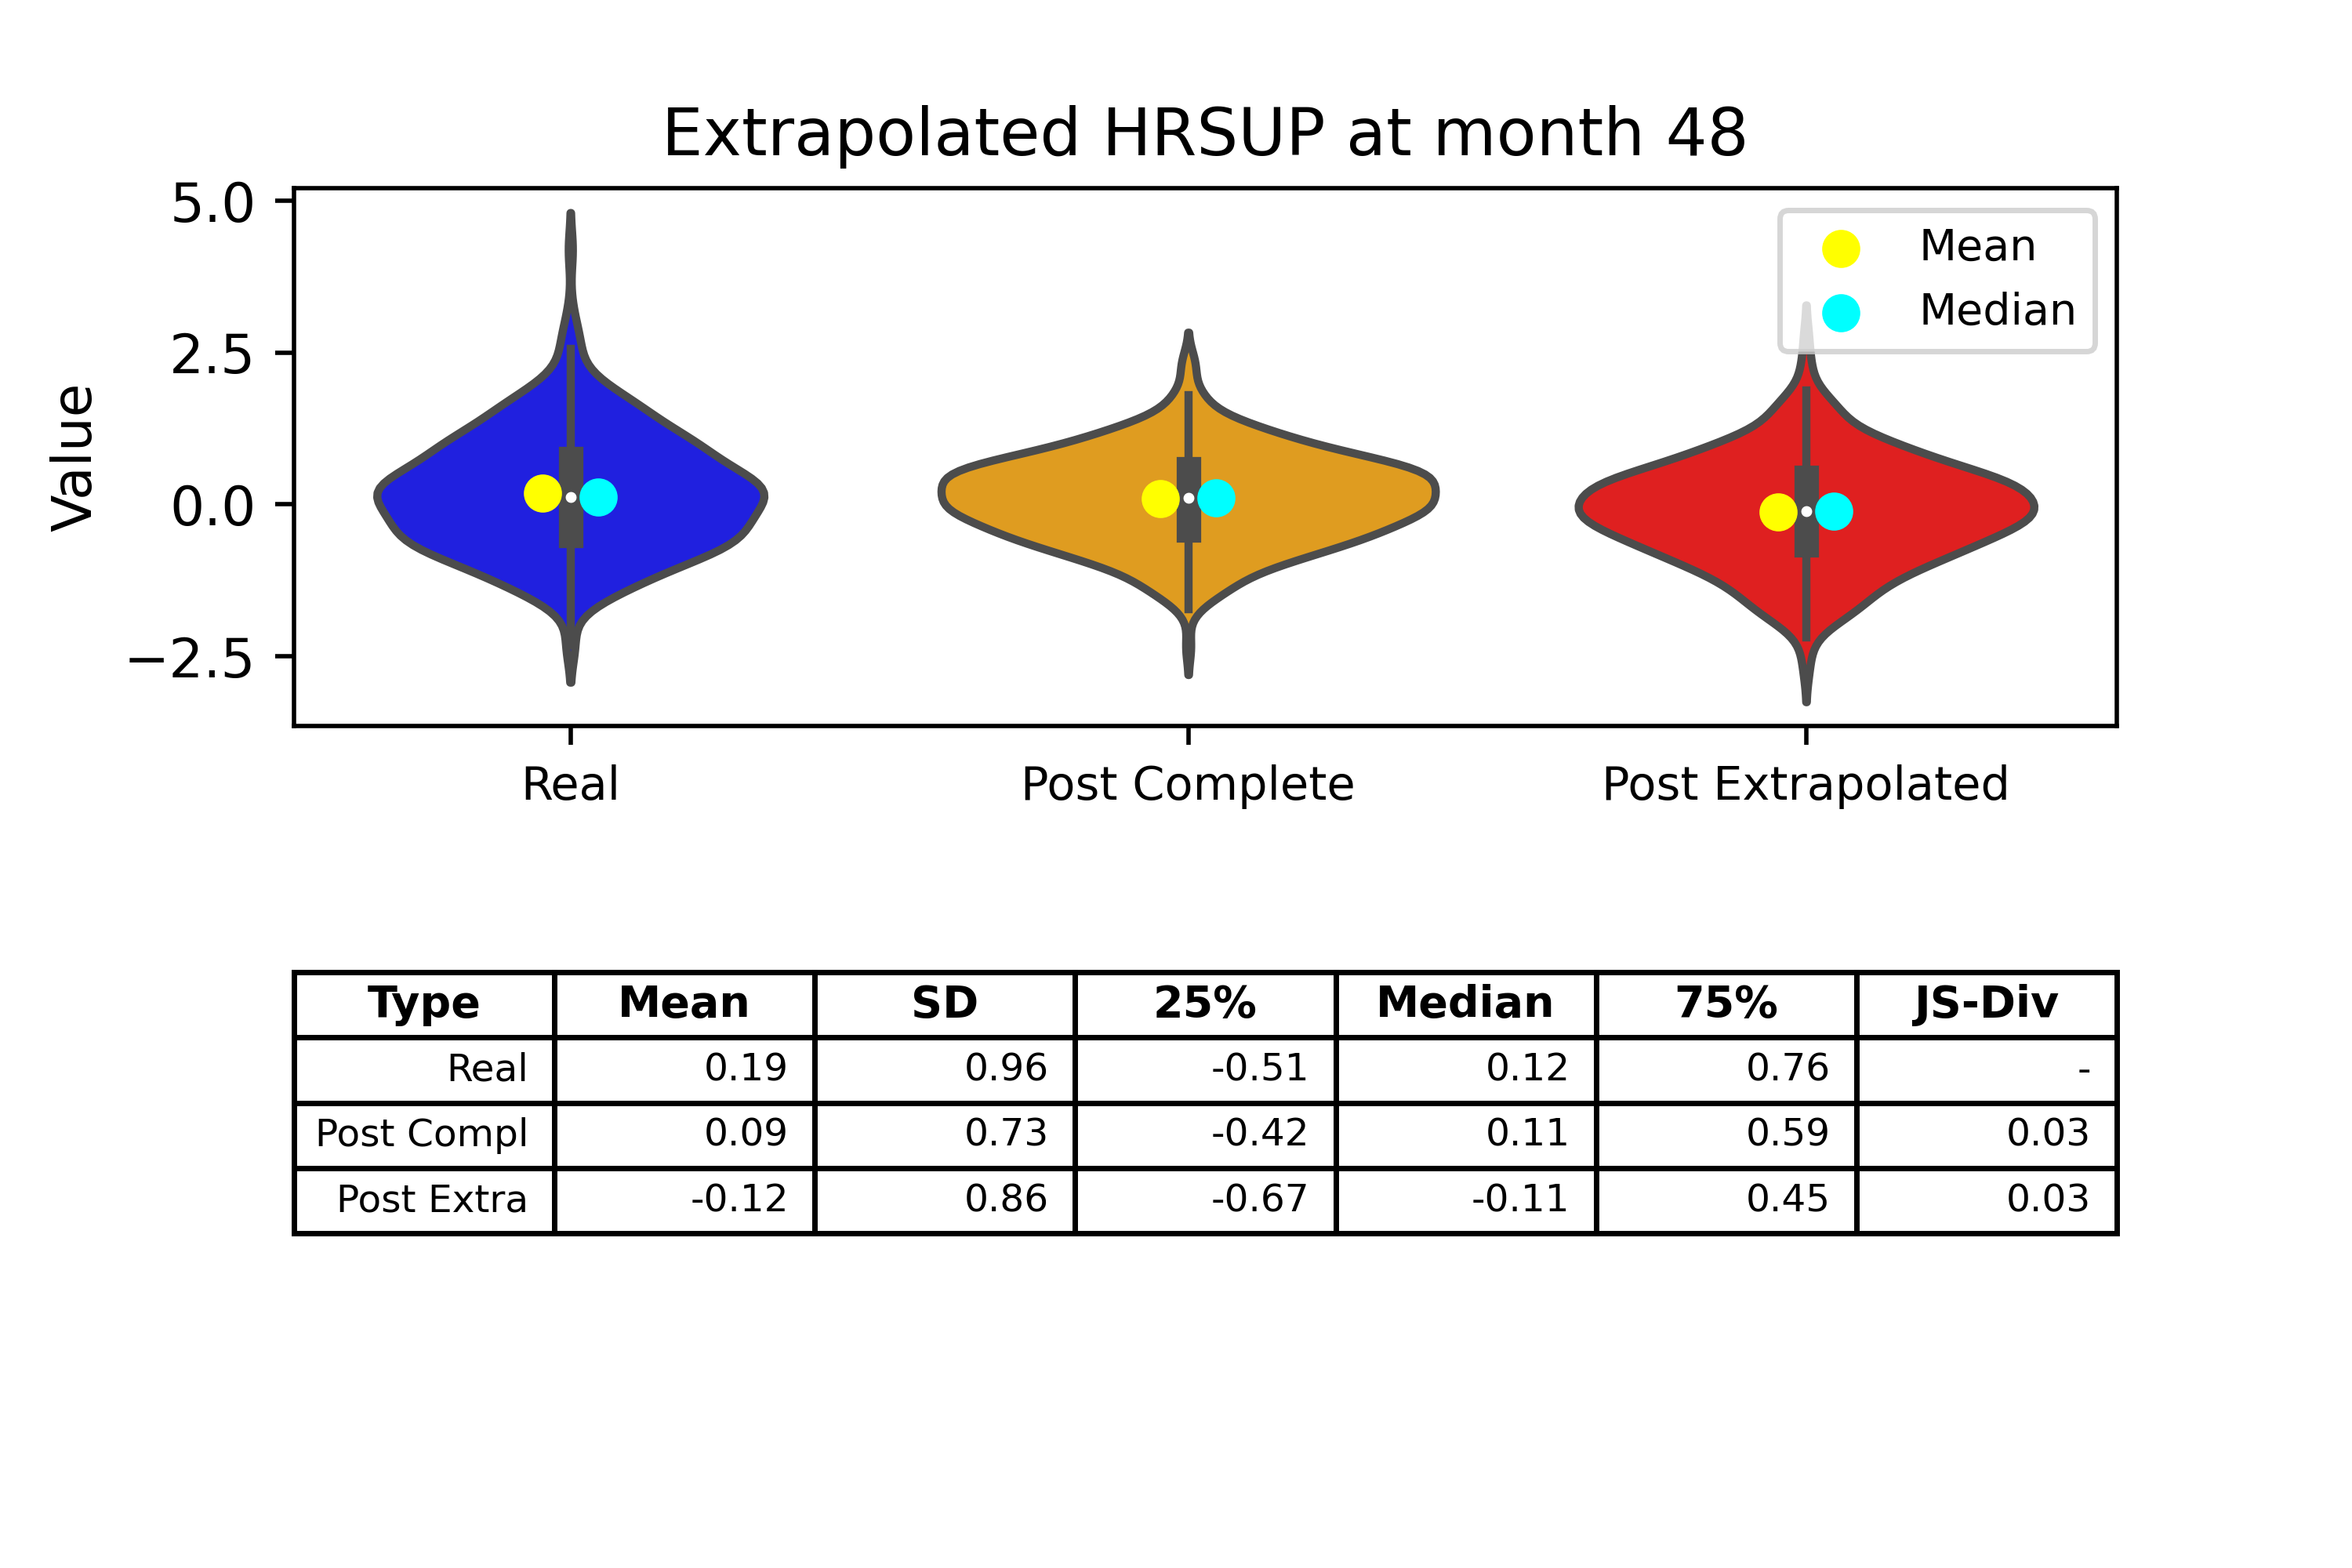 Extrapolated HRSUP at month 48
5.0
2.5
0.0
−2.5
Value
Mean
Median
Real Post Complete Post Extrapolated
Type Mean SD 25% Median 75% JS-Div
Real 0.19 0.96 -0.51 0.12 0.76 -
Post Compl 0.09 0.73 -0.42 0.11 0.59 0.03
Post Extra -0.12 0.86 -0.67 -0.11 0.45 0.03